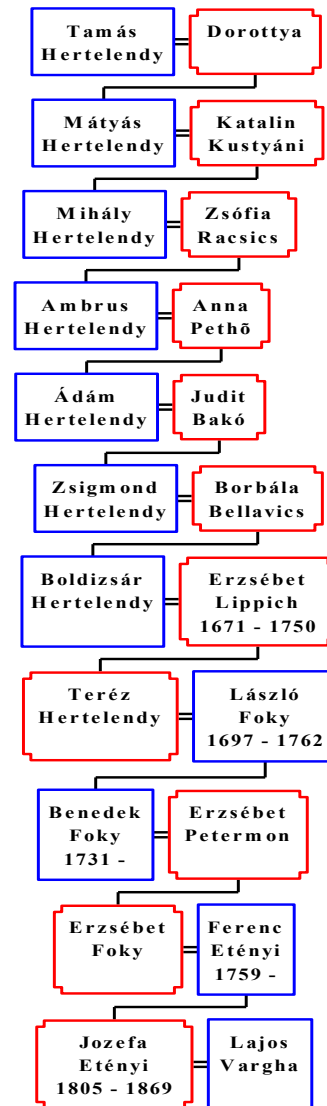 Tamás
Hertelendy
Dorottya
Mátyás
Hertelendy
Katalin
Kustyáni
Mihály
Hertelendy
Zsófia
Racsics
Ambrus
Hertelendy
Anna
Pethõ
Ádám
Hertelendy
Judit
Bakó
Zsigmond
Hertelendy
Borbála
Bellavics
Boldizsár
Hertelendy
Erzsébet
Lippich
1671 - 1750
Teréz
Hertelendy
László
Foky
1697 - 1762
Benedek
Foky
1731 -
Erzsébet
Petermon
Erzsébet
Foky
Ferenc
Etényi
1759 -
Jozefa
Etényi
1805 - 1869
Lajos
Vargha